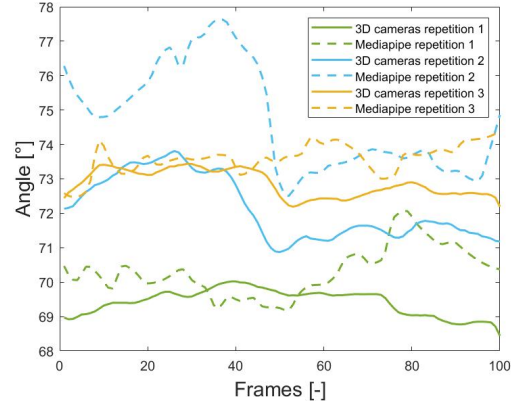 78
77
76
75
74
73
72
71
70
69
68
Angle [°]
3D cameras repetition 1
Mediapipe repetition 1
3D cameras repetition 2
Mediapipe repetition 2
3D cameras repetition 3
Mediapipe repetition 3
0 20 40 60 80 100
Frames [-]